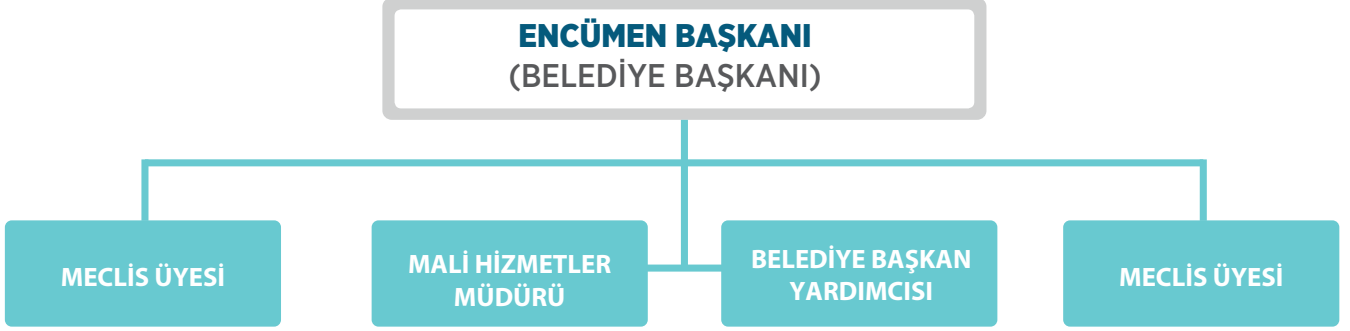 ENCÜMEN BAŞKANI
(BELEDİYE BAŞKANI)
MECLİS ÜYESİ
MALİ HİZMETLER
MÜDÜRÜ
BELEDİYE BAŞKAN
YARDIMCISI
MECLİS ÜYESİ